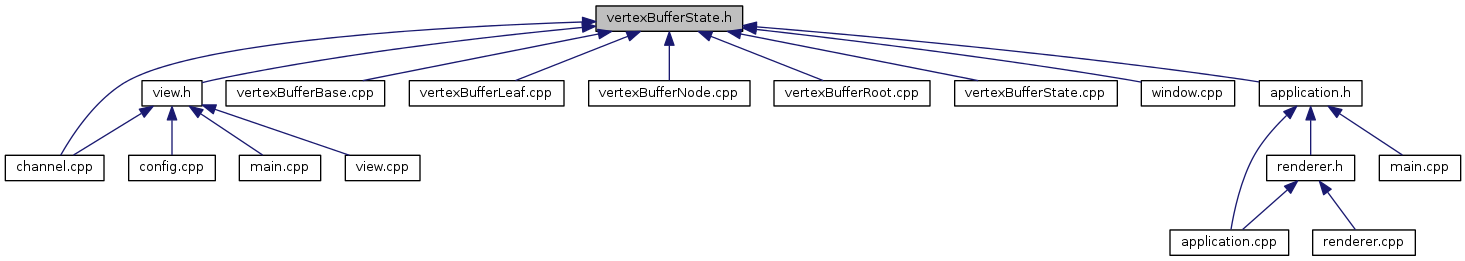 vertexBufferState.h
view.h
vertexBufferBase.cpp
vertexBufferLeaf.cpp
vertexBufferNode.cpp
vertexBufferRoot.cpp
vertexBufferState.cpp
window.cpp
application.h
channel.cpp
config.cpp
main.cpp
view.cpp
renderer.h
main.cpp
application.cpp
renderer.cpp